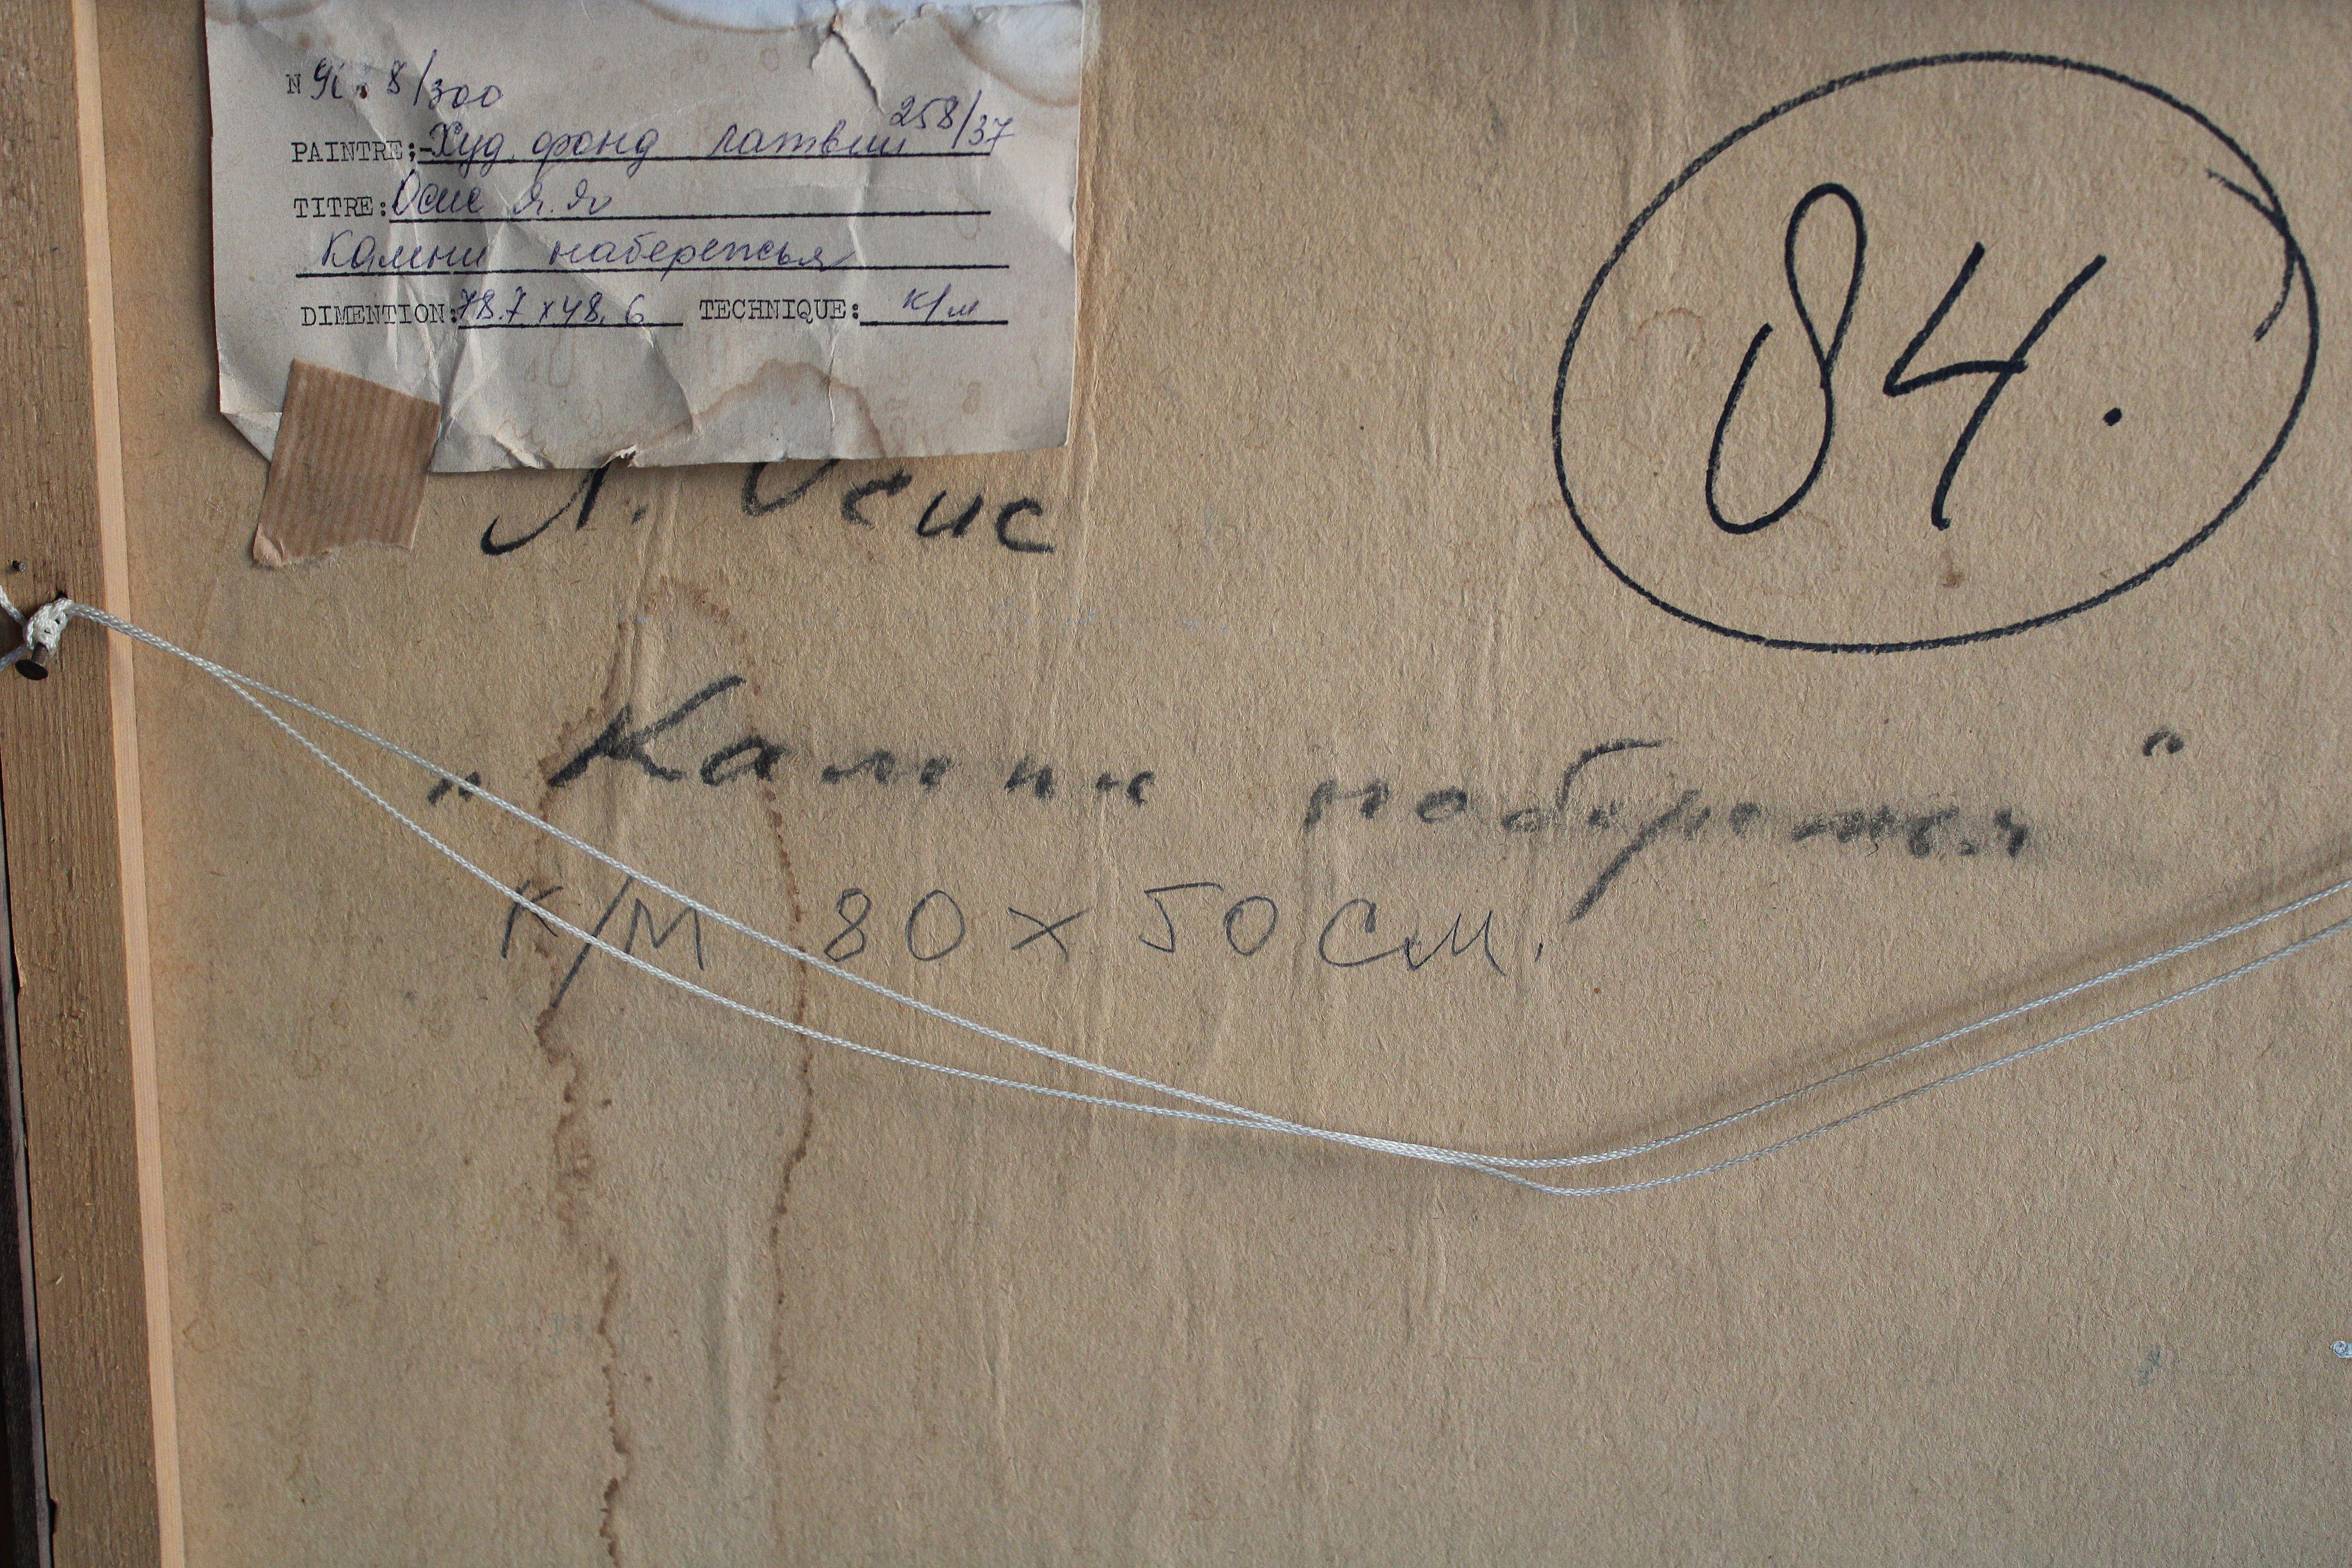 N 9i. 8/300
258/37
PAINTRE:-Худ. фонд латвии
TITRE: Осис Я.Я
Камни набережья
DIMENTION: 78.7 x 48.6 TECHNIQUE: к/м
84.
Осис
„Камни набережья“
К/М 80 x 50 СМ.